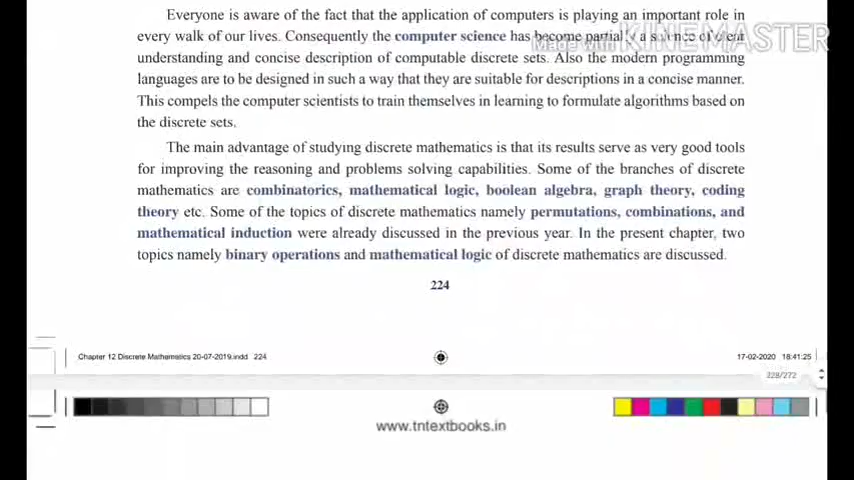 Everyone is aware of the fact that the application of computers is playing an important role in
every walk of our lives. Consequently the computer science has become partially a science of clear
Made with KINEMASTER
understanding and concise description of computable discrete sets. Also the modern programming
languages are to be designed in such a way that they are suitable for descriptions in a concise manner.
This compels the computer scientists to train themselves in learning to formulate algorithms based on
the discrete sets.
The main advantage of studying discrete mathematics is that its results serve as very good tools
for improving the reasoning and problems solving capabilities. Some of the branches of discrete
mathematics are combinatorics, mathematical logic, boolean algebra, graph theory, coding
theory etc. Some of the topics of discrete mathematics namely permutations, combinations, and
mathematical induction were already discussed in the previous year. In the present chapter, two
topics namely binary operations and mathematical logic of discrete mathematics are discussed.
224
Chapter 12 Discrete Mathematics 20-07-2019.indd 224
17-02-2020 18:41:25
228/272
www.tntextbooks.in